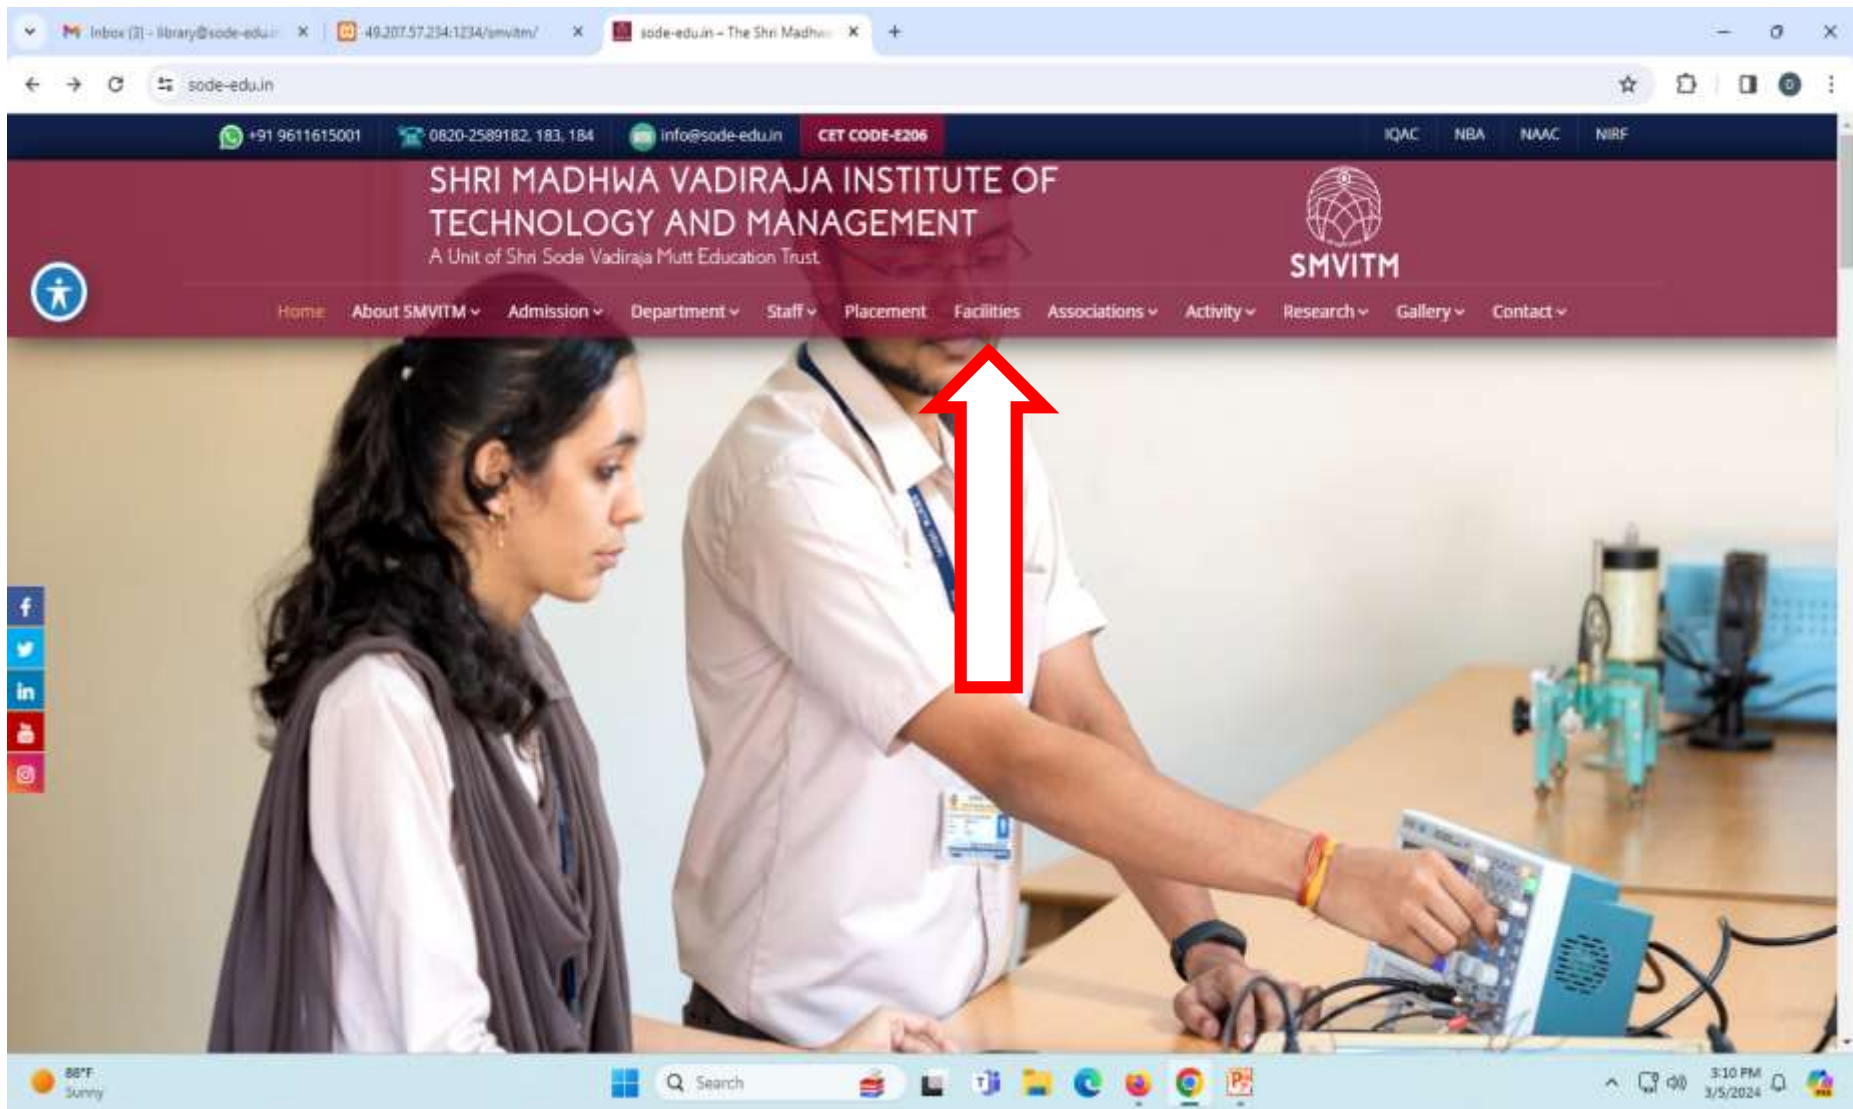 Inbox (3) - library@sode-edu.in
49.207.57.234:1234/smvitm/
sode-edu.in – The Shri Madhwa
sode-edu.in
+91 9611615001 0820-2589182, 183, 184 info@sode-edu.in CET CODE-E206 IQAC NBA NAAC NIRF
SHRI MADHWA VADIRAJA INSTITUTE OF
TECHNOLOGY AND MANAGEMENT
A Unit of Shri Sode Vadiraja Mutt Education Trust.
SMVITM
Home About SMVITM Admission Department Staff Placement Facilities Associations Activity Research Gallery Contact
88°F
Sunny
Search
3:10 PM
3/5/2024